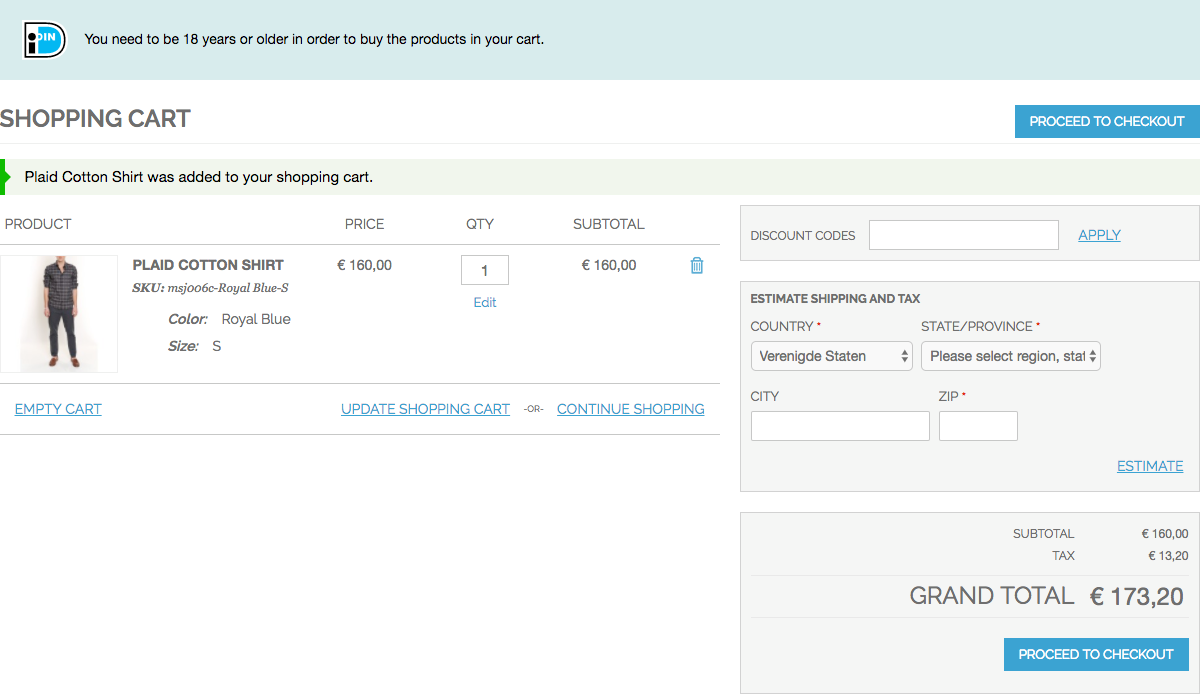 iDIN
You need to be 18 years or older in order to buy the products in your cart.
SHOPPING CART
PROCEED TO CHECKOUT
Plaid Cotton Shirt was added to your shopping cart.
PRODUCT PRICE QTY SUBTOTAL
PLAID COTTON SHIRT € 160,00 1 € 160,00
SKU: msj006c-Royal Blue-S
Edit
Color: Royal Blue
Size: S
EMPTY CART UPDATE SHOPPING CART -OR- CONTINUE SHOPPING
DISCOUNT CODES APPLY
ESTIMATE SHIPPING AND TAX
COUNTRY * STATE/PROVINCE *
Verenigde Staten Please select region, stat
CITY ZIP *
ESTIMATE
SUBTOTAL € 160,00
TAX € 13,20
GRAND TOTAL € 173,20
PROCEED TO CHECKOUT